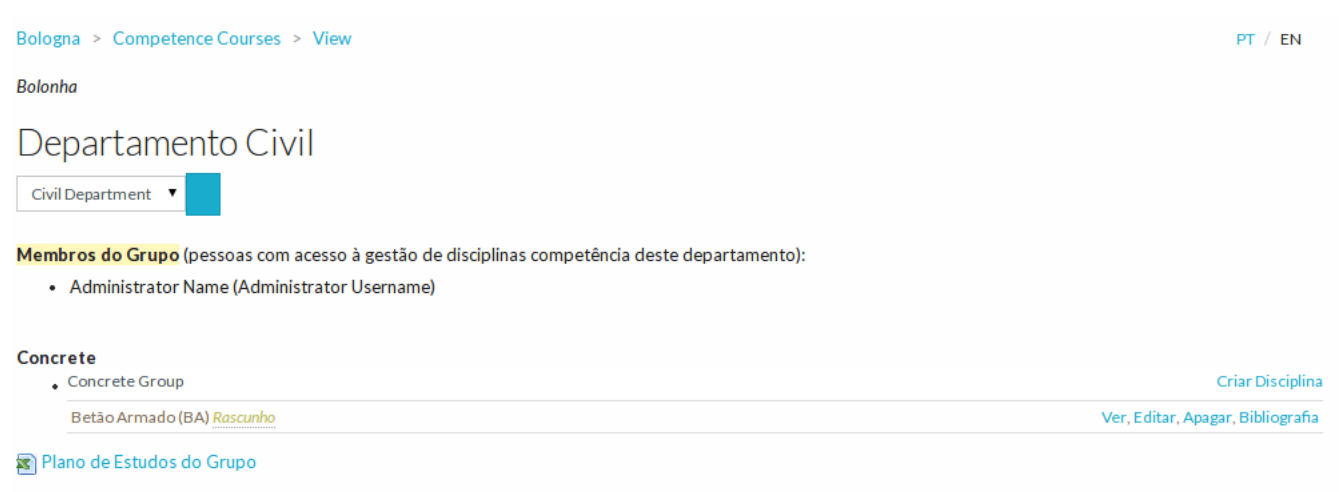 Bologna > Competence Courses > View PT / EN
Bolonha
Departamento Civil
Civil Department
Membros do Grupo (pessoas com acesso à gestão de disciplinas competência deste departamento):
• Administrator Name (Administrator Username)
Concrete
• Concrete Group Criar Disciplina
Betão Armado (BA) Rascunho Ver, Editar, Apagar, Bibliografia
Plano de Estudos do Grupo